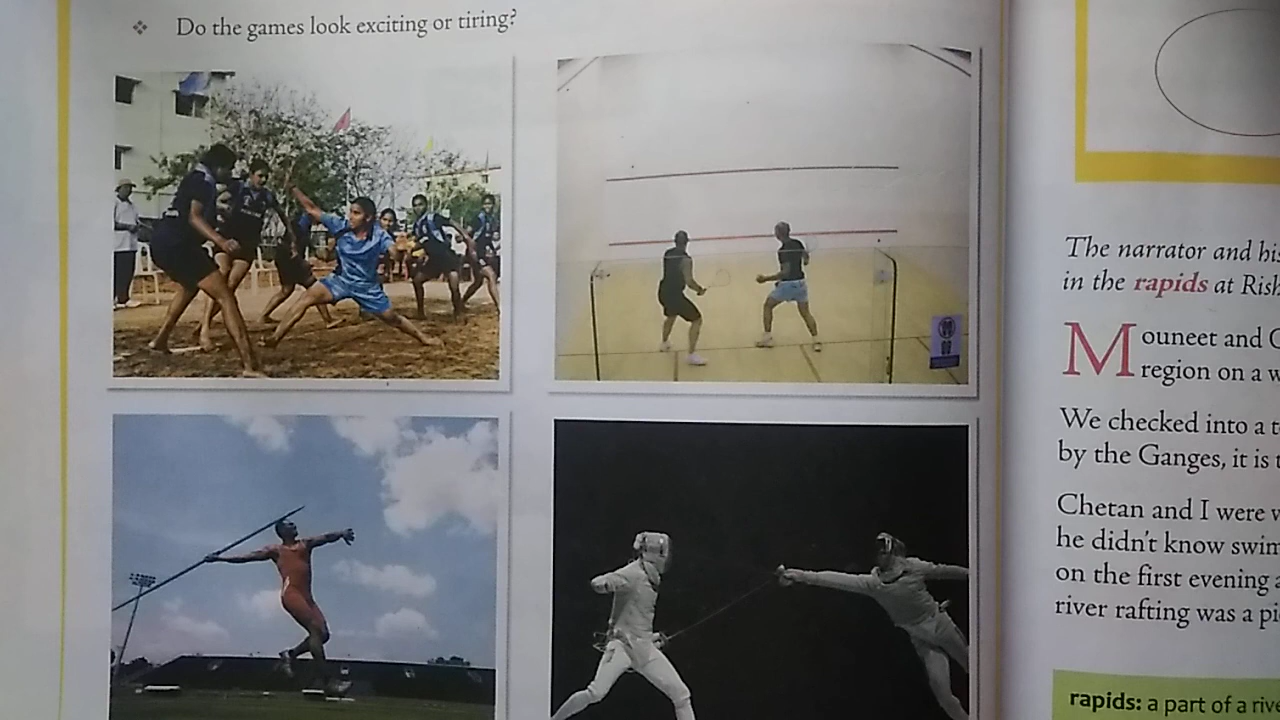 ❖ Do the games look exciting or tiring?
The narrator and his
in the rapids at Rish
Mouneet and C
region on a w
We checked into a t
by the Ganges, it is t
Chetan and I were w
he didn't know swim
on the first evening a
river rafting was a pi
rapids: a part of a rive